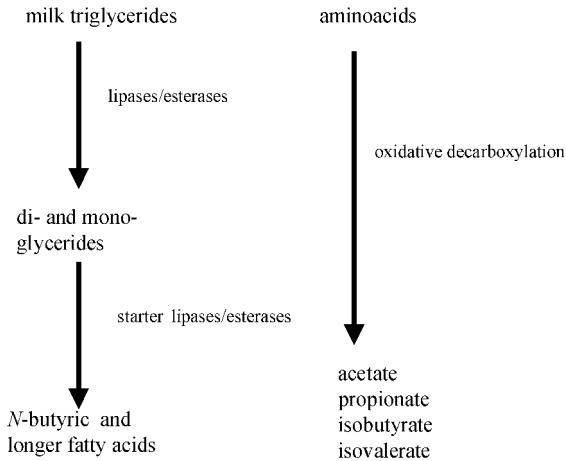 milk triglycerides
lipases/esterases
di- and mono-
glycerides
starter lipases/esterases
N-butyric and
longer fatty acids
aminoacids
oxidative decarboxylation
acetate
propionate
isobutyrate
isovalerate